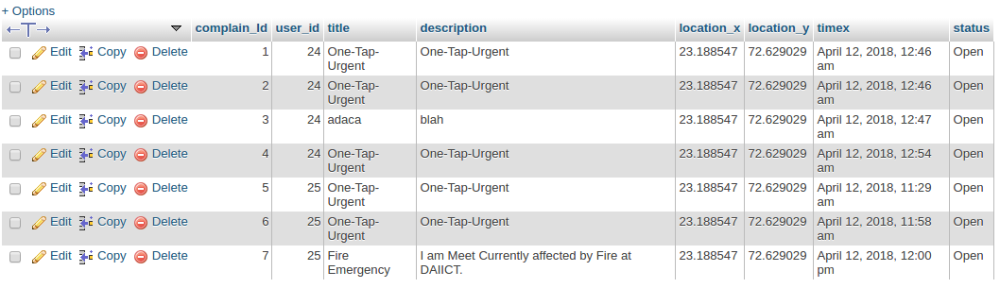 + Options
complain_Id user_id title description location_x location_y timex status
Edit Copy Delete 1 24 One-Tap- One-Tap-Urgent 23.188547 72.629029 April 12, 2018, 12:46 Open
Urgent am
Edit Copy Delete 2 24 One-Tap- One-Tap-Urgent 23.188547 72.629029 April 12, 2018, 12:46 Open
Urgent am
Edit Copy Delete 3 24 adaca blah 23.188547 72.629029 April 12, 2018, 12:47 Open
am
Edit Copy Delete 4 24 One-Tap- One-Tap-Urgent 23.188547 72.629029 April 12, 2018, 12:54 Open
Urgent am
Edit Copy Delete 5 25 One-Tap- One-Tap-Urgent 23.188547 72.629029 April 12, 2018, 11:29 Open
Urgent am
Edit Copy Delete 6 25 One-Tap- One-Tap-Urgent 23.188547 72.629029 April 12, 2018, 11:58 Open
Urgent am
Edit Copy Delete 7 25 Fire I am Meet Currently affected by Fire at 23.188547 72.629029 April 12, 2018, 12:00 Open
Emergency DAIICT. pm